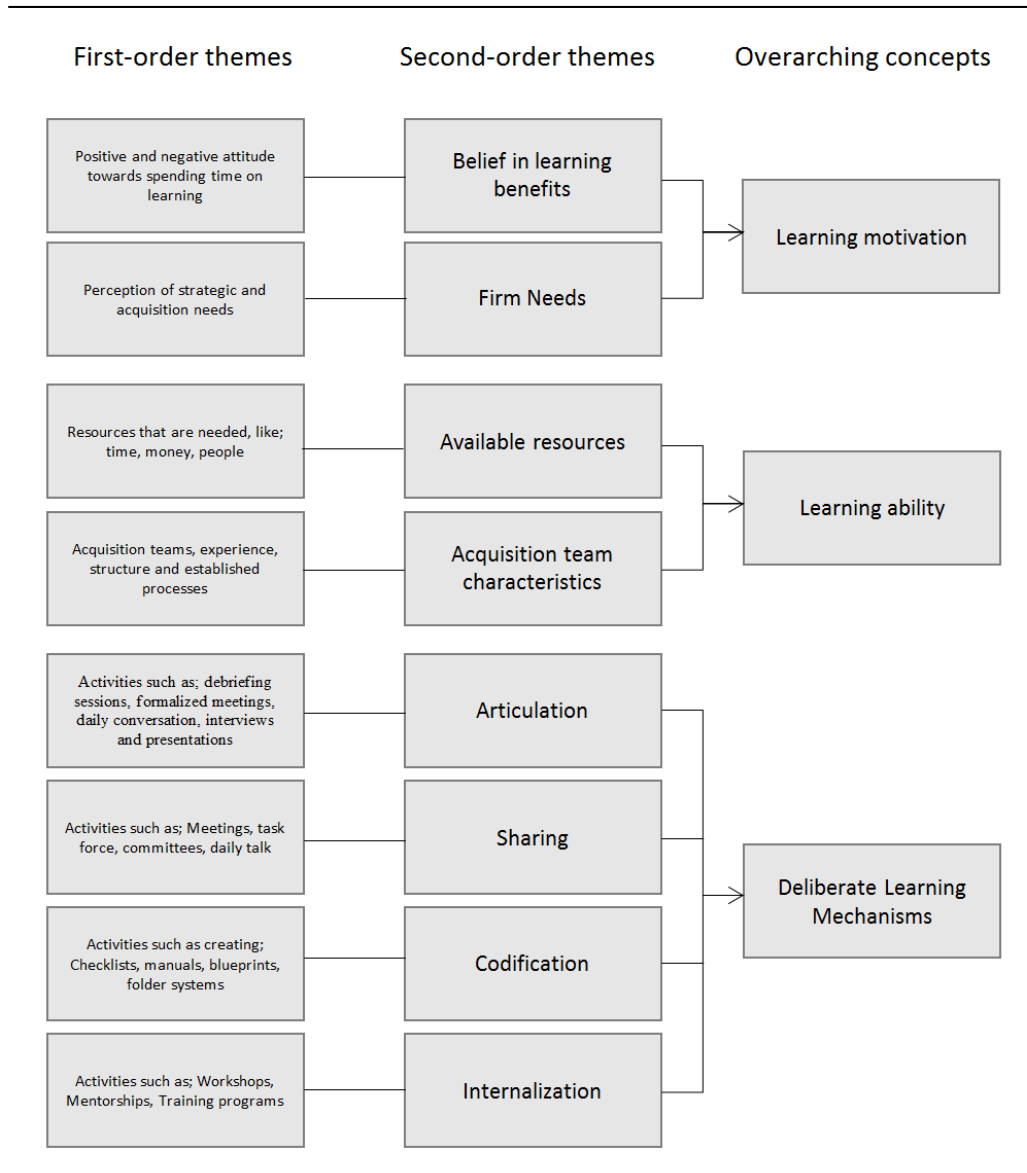 First-order themes
Second-order themes
Overarching concepts
Positive and negative attitude
towards spending time on
learning
Belief in learning
benefits
Learning motivation
Perception of strategic and
acquisition needs
Firm Needs
Resources that are needed, like;
time, money, people
Available resources
Learning ability
Acquisition teams, experience,
structure and established
processes
Acquisition team
characteristics
Activities such as; debriefing
sessions, formalized meetings,
daily conversation, interviews
and presentations
Articulation
Activities such as; Meetings, task
force, committees, daily talk
Sharing
Deliberate Learning
Mechanisms
Activities such as creating;
Checklists, manuals, blueprints,
folder systems
Codification
Activities such as; Workshops,
Mentorships, Training programs
Internalization